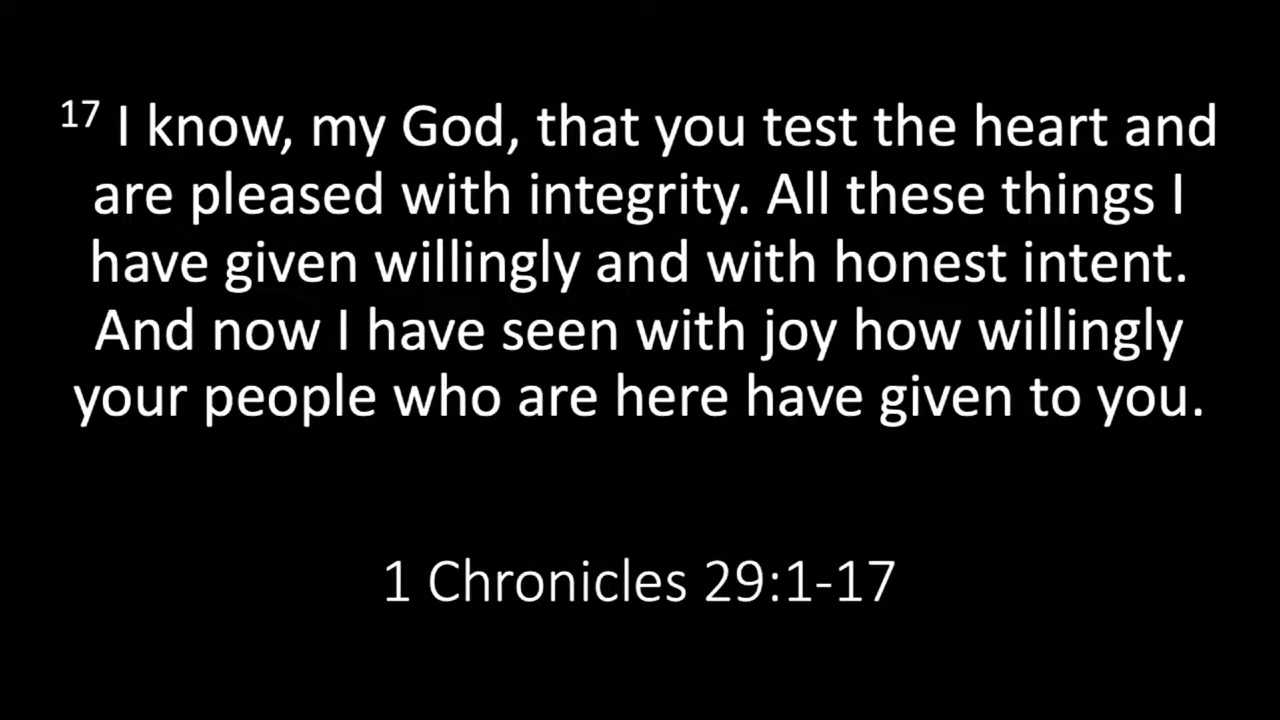 17 I know, my God, that you test the heart and
are pleased with integrity. All these things I
have given willingly and with honest intent.
And now I have seen with joy how willingly
your people who are here have given to you.
1 Chronicles 29:1-17